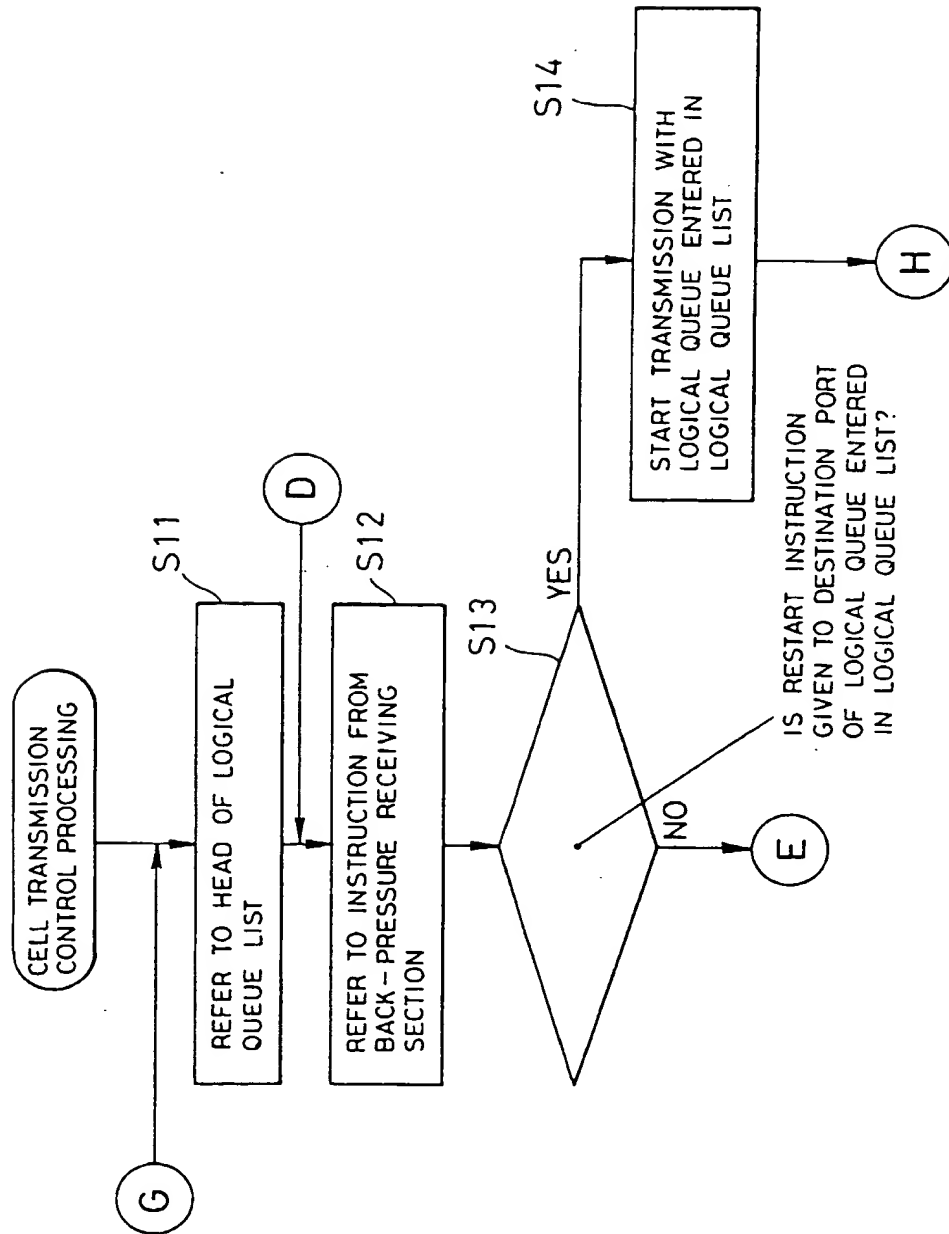 CELL TRANSMISSION
CONTROL PROCESSING
G
S11
REFER TO HEAD OF LOGICAL
QUEUE LIST
D
S12
REFER TO INSTRUCTION FROM
BACK-PRESSURE RECEIVING
SECTION
S13
YES
NO
E
IS RESTART INSTRUCTION
GIVEN TO DESTINATION PORT
OF LOGICAL QUEUE ENTERED
IN LOGICAL QUEUE LIST?
S14
START TRANSMISSION WITH
LOGICAL QUEUE ENTERED IN
LOGICAL QUEUE LIST
H